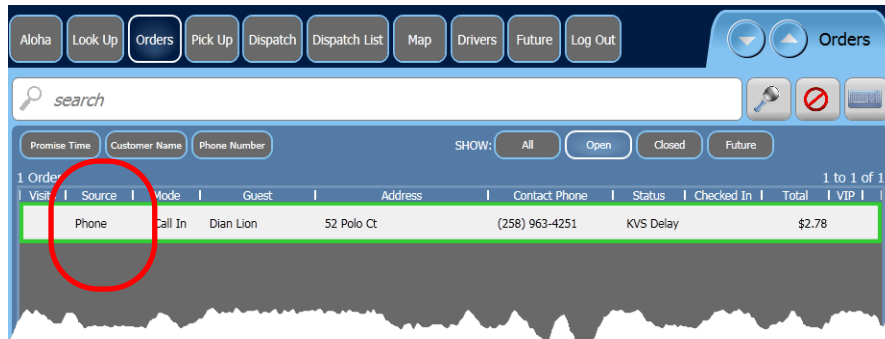 Aloha Look Up Orders Pick Up Dispatch Dispatch List Map Drivers Future Log Out Orders
search
Promise Time Customer Name Phone Number SHOW: All Open Closed Future
1 Order 1 to 1 of 1
Visit Source Mode Guest Address Contact Phone Status Checked In Total VIP
Phone Call In Dian Lion 52 Polo Ct (258) 963-4251 KVS Delay $2.78